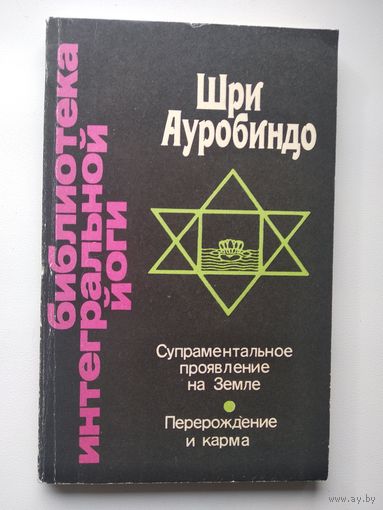 библиотека
интегральной
йоги
Шри
Ауробиндо
Супраментальное
проявление
на Земле
Перерождение
и карма
www.ay.by